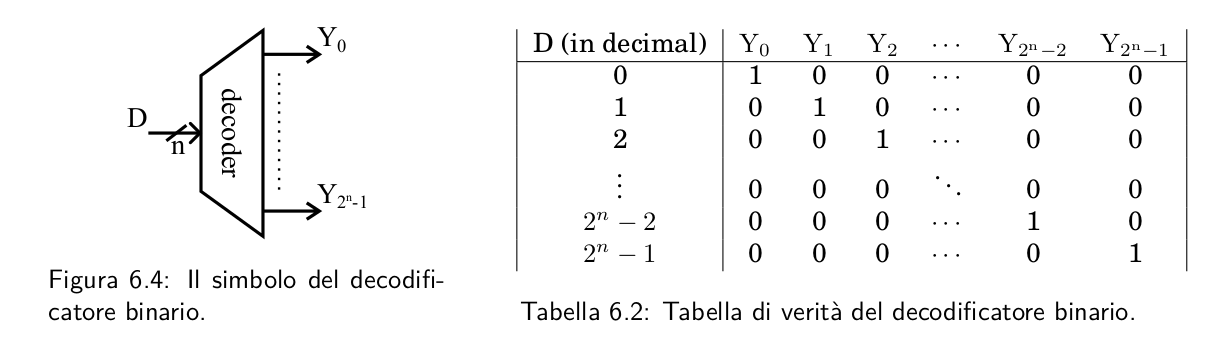 Y₀
D
n
decoder
Y₂ⁿ₋₁
Figura 6.4: Il simbolo del decodifi-
catore binario.
D (in decimal) Y₀ Y₁ Y₂ ⋯ Y₂ⁿ₋₂ Y₂ⁿ₋₁
0 1 0 0 ⋯ 0 0
1 0 1 0 ⋯ 0 0
2 0 0 1 ⋯ 0 0
⋮ 0 0 0 ⋱ 0 0
2ⁿ − 2 0 0 0 ⋯ 1 0
2ⁿ − 1 0 0 0 ⋯ 0 1
Tabella 6.2: Tabella di verità del decodificatore binario.